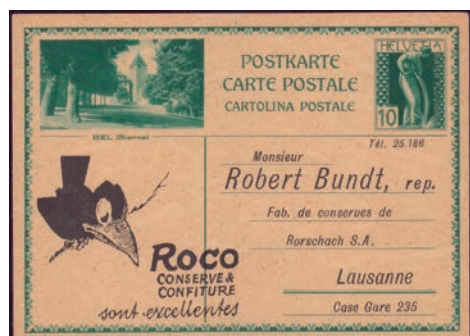 POSTKARTE
CARTE POSTALE
CARTOLINA POSTALE
HELVETIA
10
BIEL (Bienne)
Tél. 25.186
Monsieur
Robert Bundt, rep.
Fab. de conserves de
Rorschach S.A.
Lausanne
Case Gare 235
Roco
CONSERVE &
CONFITURE
sont excellentes